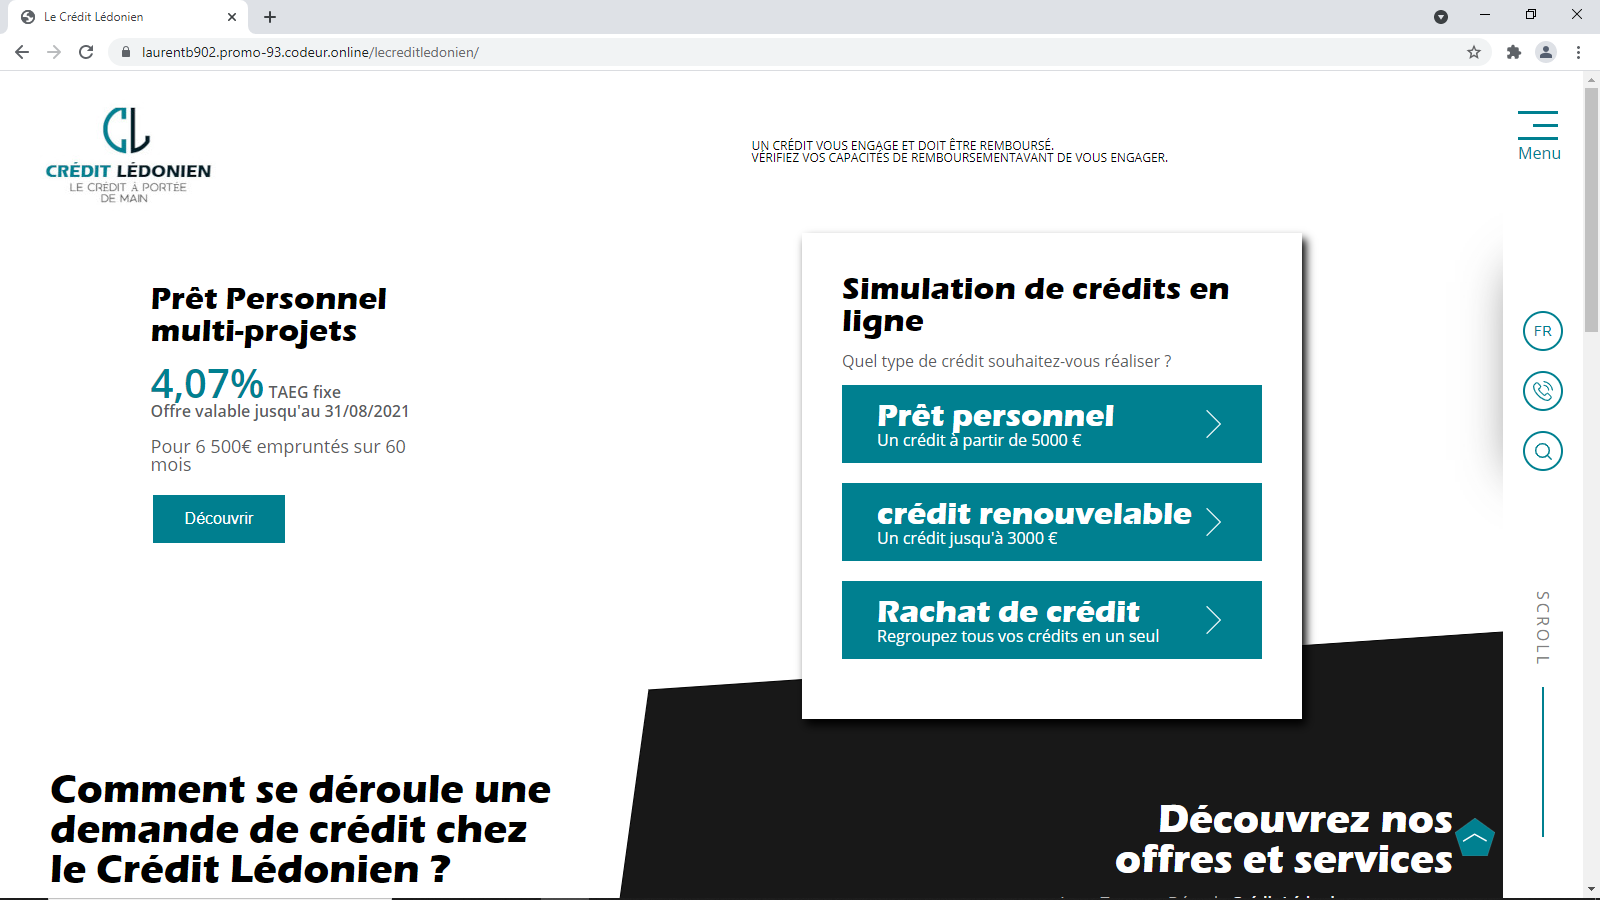 Le Crédit Lédonien
laurentb902.promo-93.codeur.online/lecreditledonien/
CL
CRÉDIT LÉDONIEN
LE CRÉDIT À PORTÉE
DE MAIN
UN CRÉDIT VOUS ENGAGE ET DOIT ÊTRE REMBOURSÉ.
VÉRIFIEZ VOS CAPACITÉS DE REMBOURSEMENTAVANT DE VOUS ENGAGER.
Menu
Prêt Personnel
multi-projets
4,07% TAEG fixe
Offre valable jusqu'au 31/08/2021
Pour 6 500€ empruntés sur 60
mois
Découvrir
Simulation de crédits en
ligne
Quel type de crédit souhaitez-vous réaliser ?
Prêt personnel
Un crédit à partir de 5000 €
crédit renouvelable
Un crédit jusqu'à 3000 €
Rachat de crédit
Regroupez tous vos crédits en un seul
FR
SCROLL
Comment se déroule une
demande de crédit chez
le Crédit Lédonien ?
Découvrez nos
offres et services